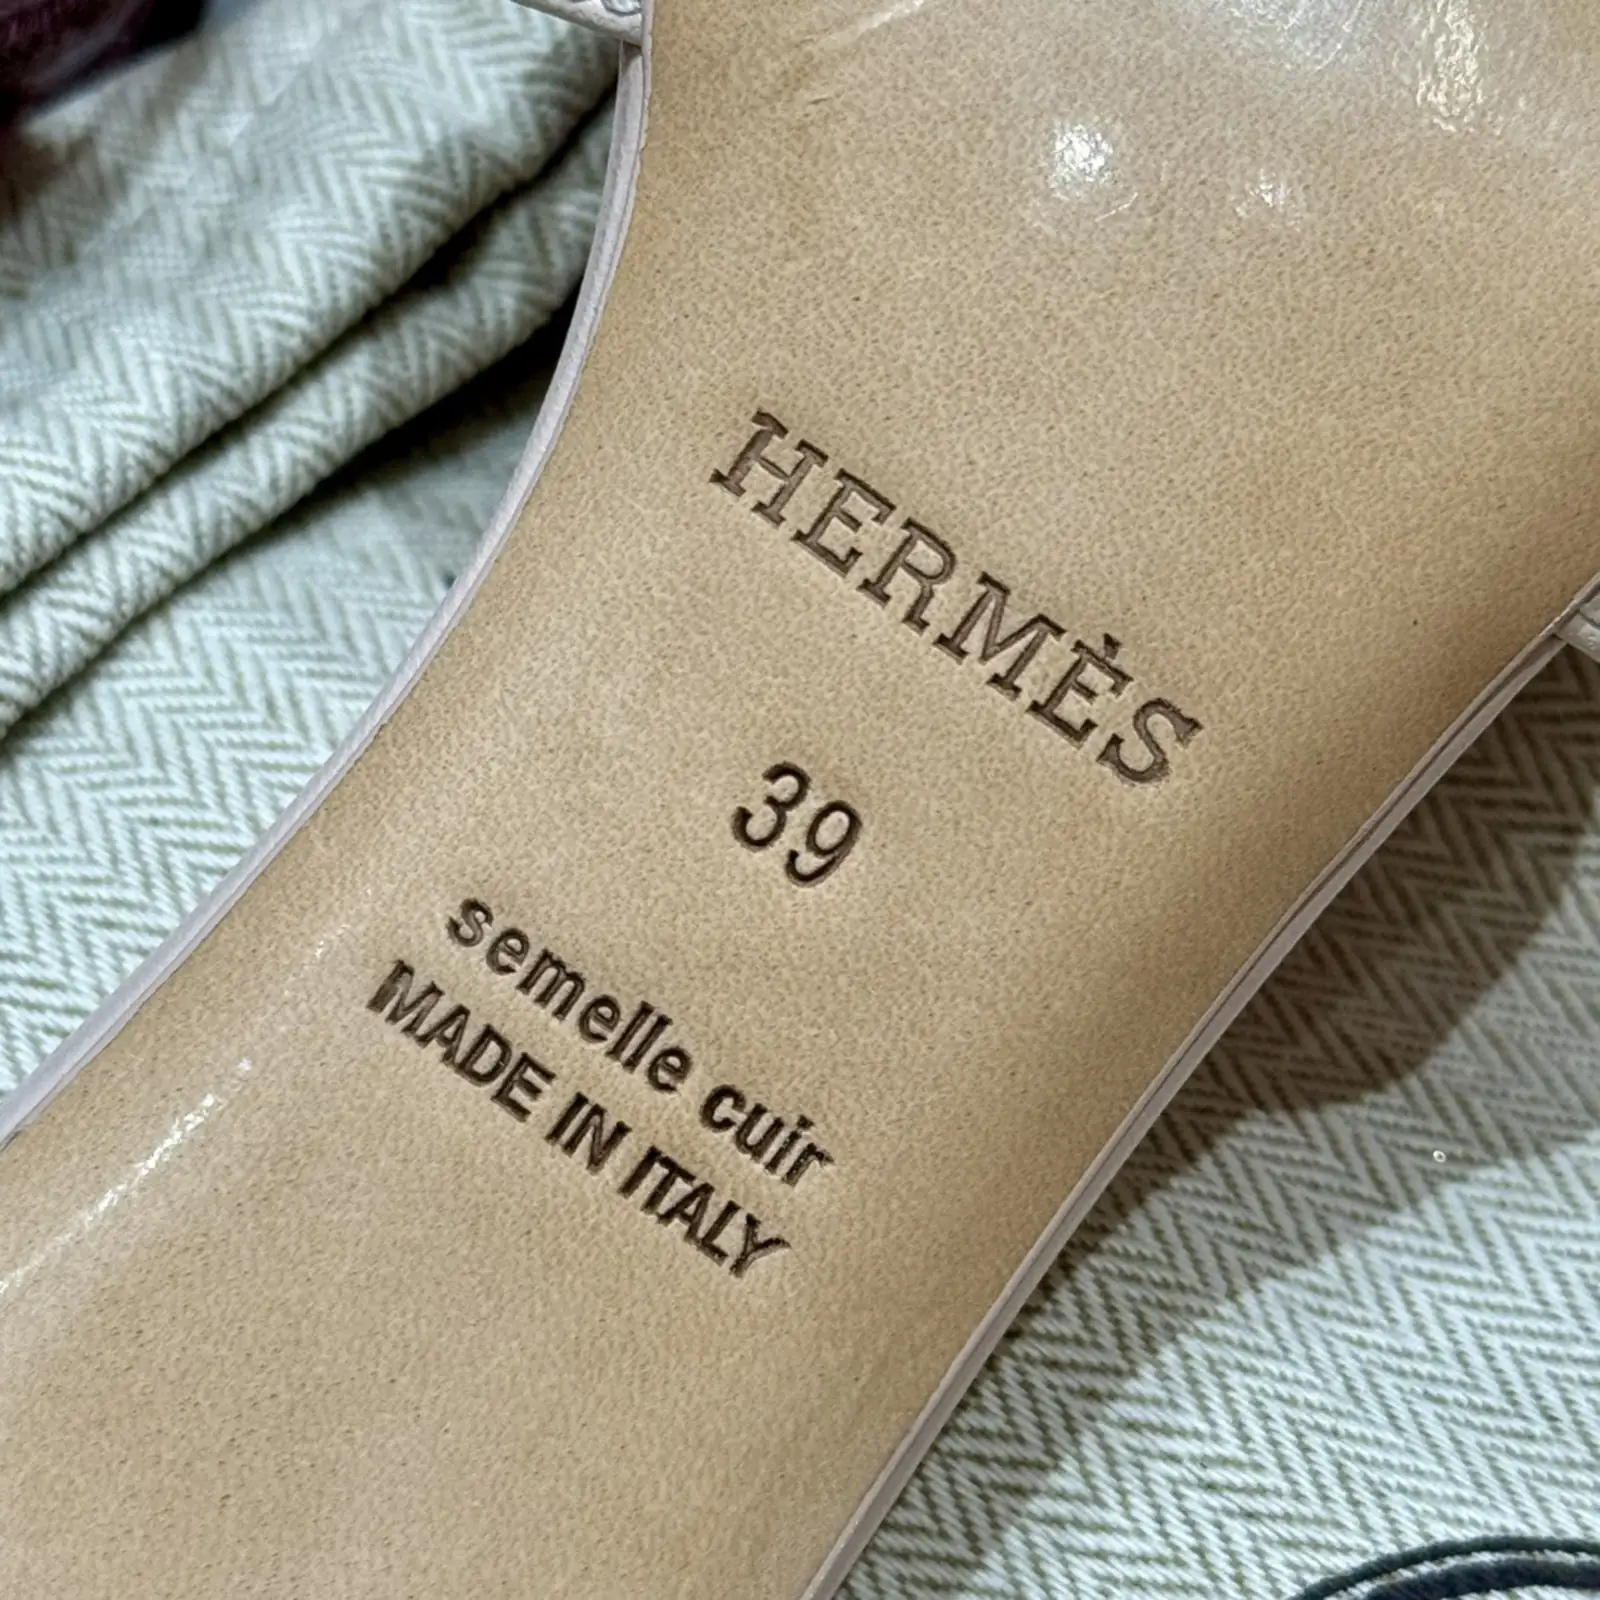 HERMÈS
39
semelle cuir
MADE IN ITALY